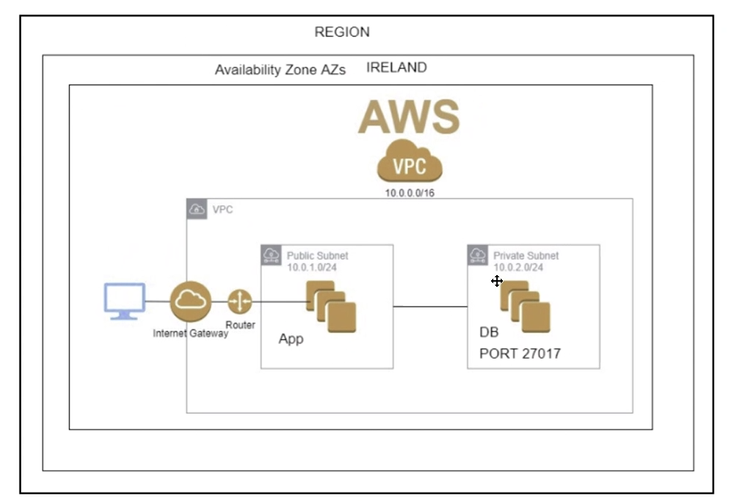 REGION
Availability Zone AZs IRELAND
AWS
VPC
10.0.0.0/16
VPC
Public Subnet
10.0.1.0/24
Private Subnet
10.0.2.0/24
Internet Gateway
Router
App
DB
PORT 27017